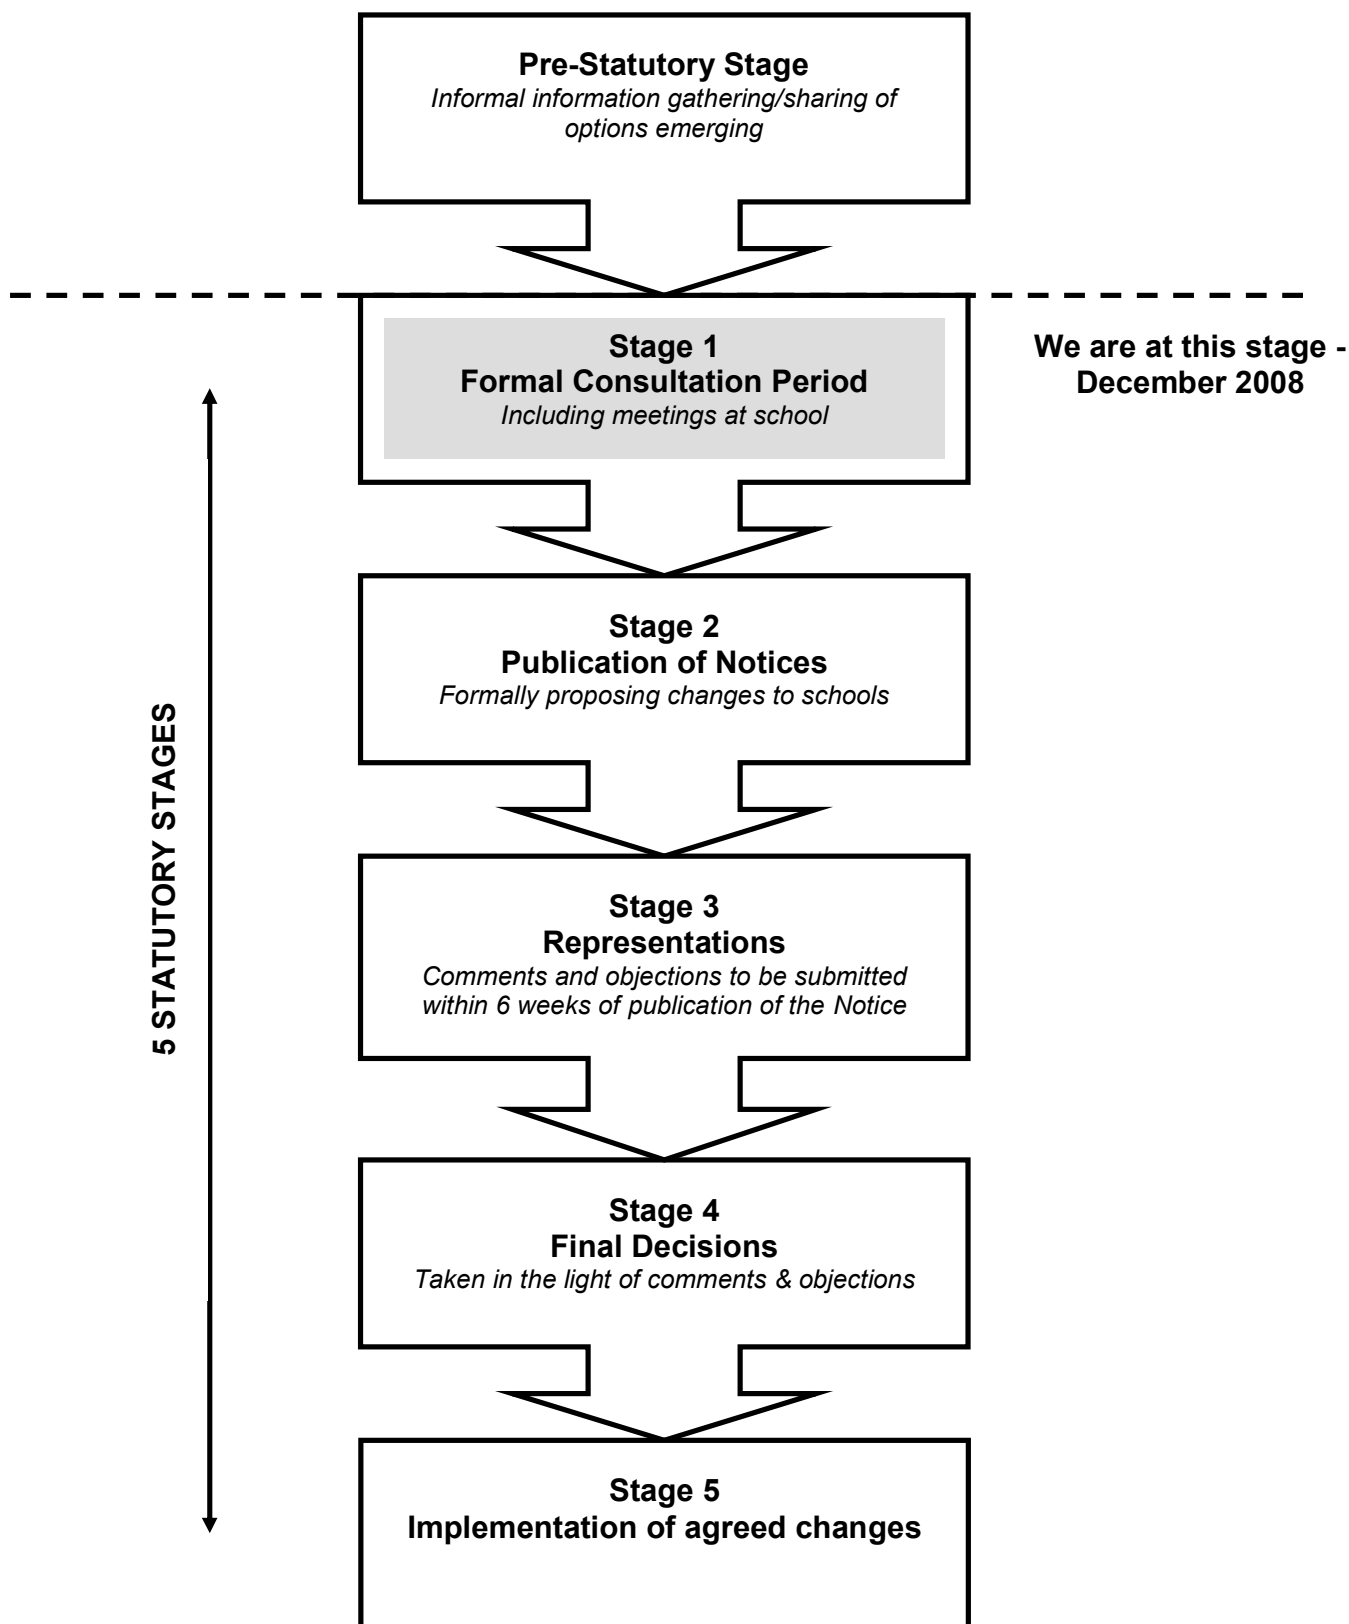 Pre-Statutory Stage
Informal information gathering/sharing of
options emerging
Stage 1
Formal Consultation Period
Including meetings at school
We are at this stage -
December 2008
5 STATUTORY STAGES
Stage 2
Publication of Notices
Formally proposing changes to schools
Stage 3
Representations
Comments and objections to be submitted
within 6 weeks of publication of the Notice
Stage 4
Final Decisions
Taken in the light of comments & objections
Stage 5
Implementation of agreed changes